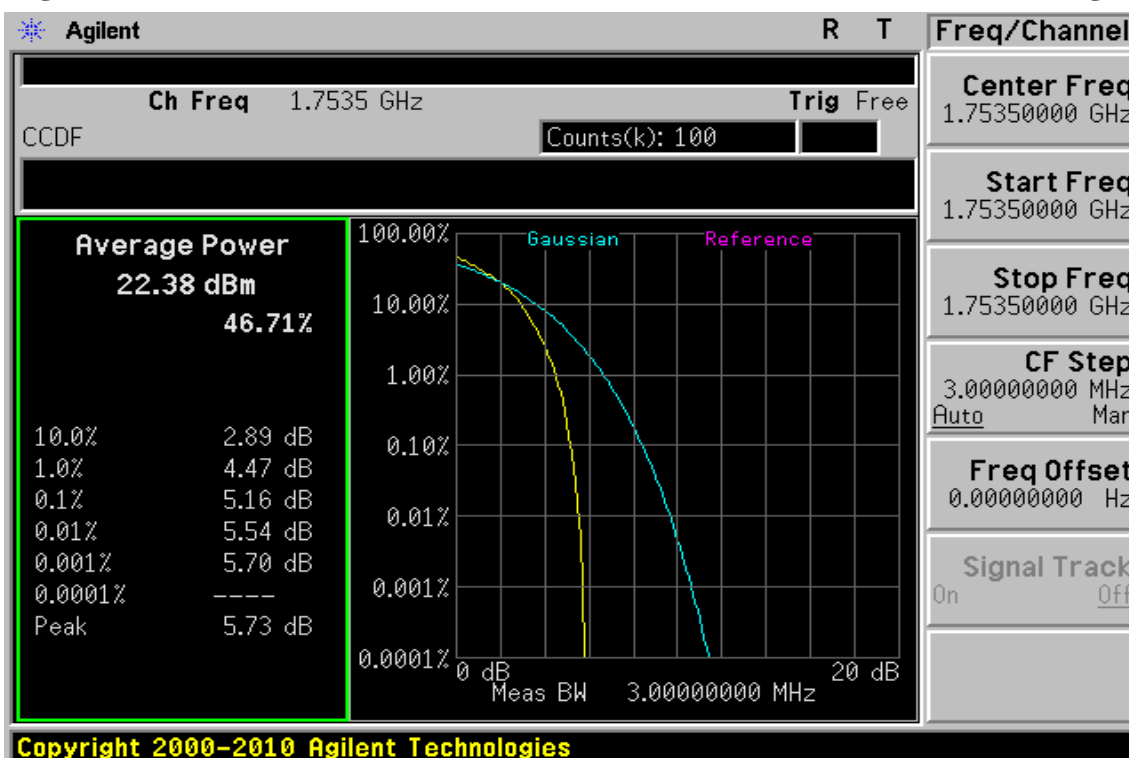 Agilent
R T
Freq/Channel
Ch Freq 1.7535 GHz
Trig Free
CCDF
Counts(k): 100
Average Power
22.38 dBm
46.71%
10.0% 2.89 dB
1.0% 4.47 dB
0.1% 5.16 dB
0.01% 5.54 dB
0.001% 5.70 dB
0.0001% ----
Peak 5.73 dB
Gaussian
Reference
100.00%
10.00%
1.00%
0.10%
0.01%
0.001%
0.0001%
0 dB
20 dB
Meas BW 3.00000000 MHz
Center Freq
1.75350000 GHz
Start Freq
1.75350000 GHz
Stop Freq
1.75350000 GHz
CF Step
3.00000000 MHz
Auto Man
Freq Offset
0.00000000 Hz
Signal Track
On Off
Copyright 2000-2010 Agilent Technologies